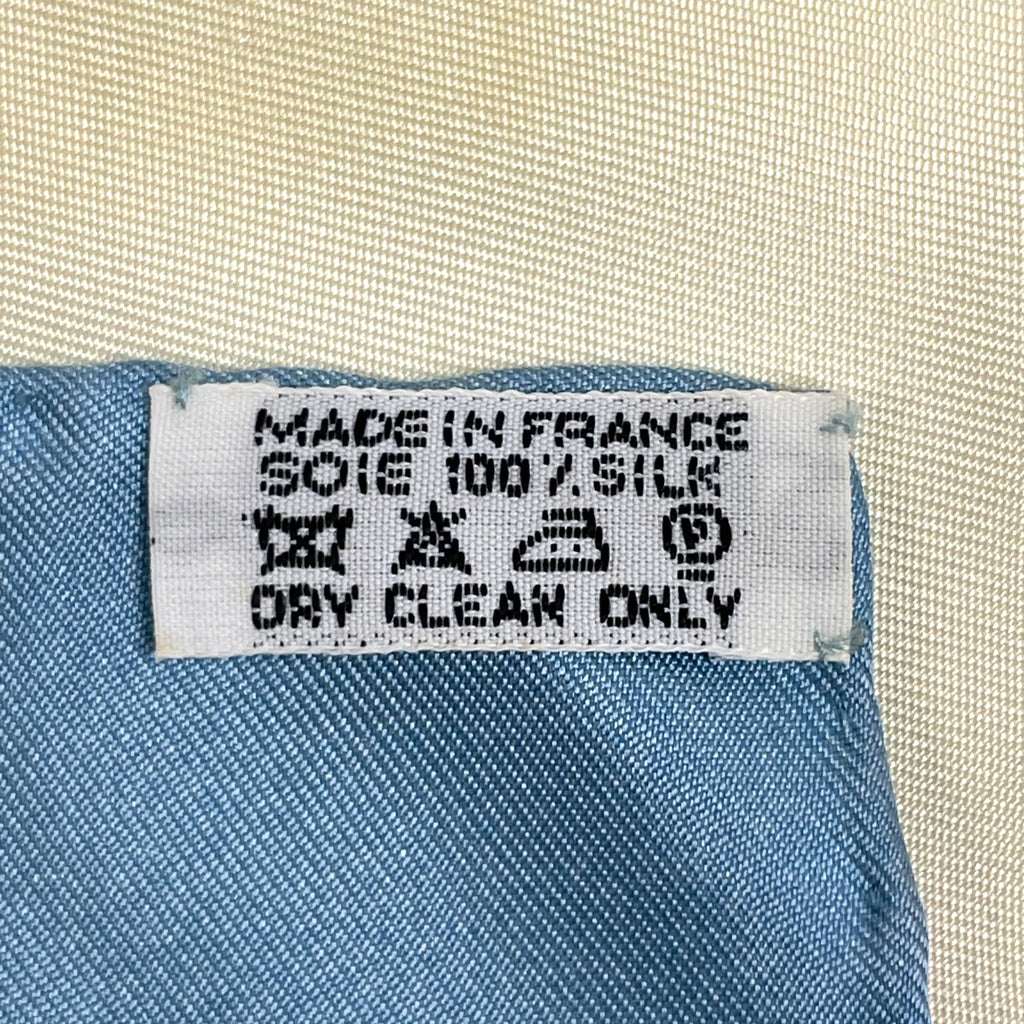 MADE IN FRANCE
SOIE 100% SILK
P
DRY CLEAN ONLY